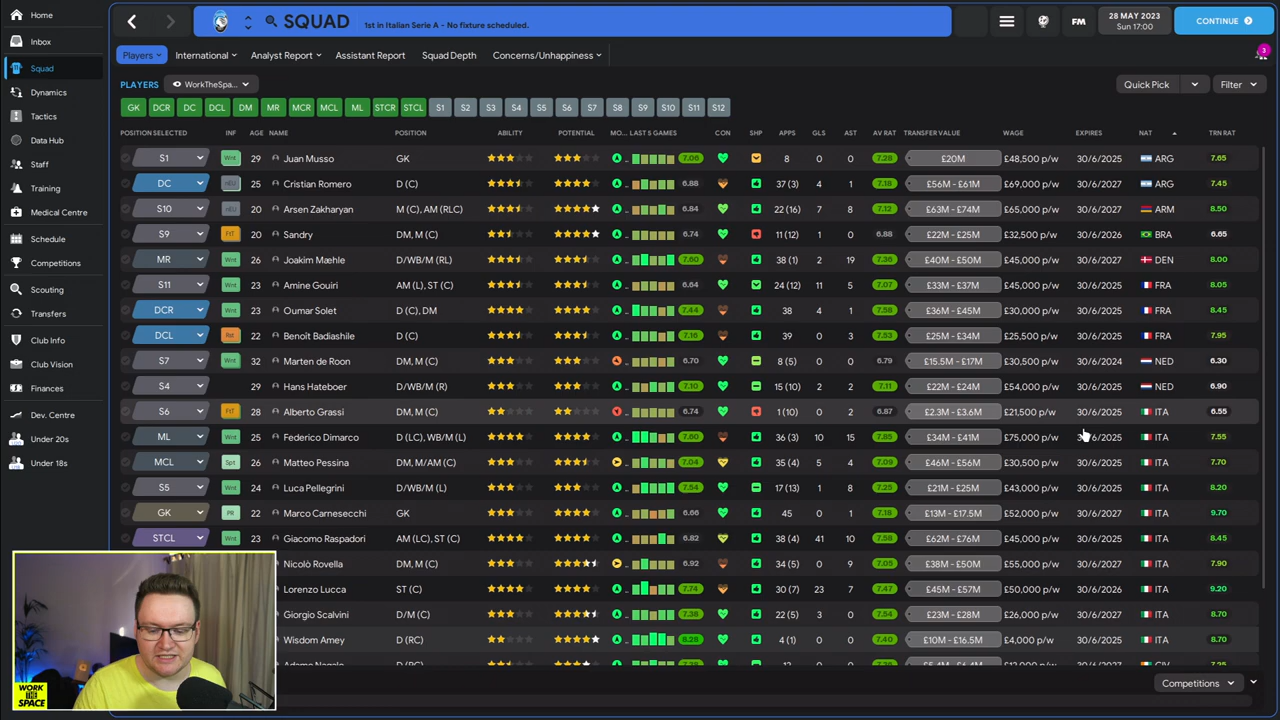 Home
Inbox
Squad
Dynamics
Tactics
Data Hub
Staff
Training
Medical Centre
Schedule
Competitions
Scouting
Transfers
Club Info
Club Vision
Finances
Dev. Centre
Under 20s
Under 18s
SQUAD
1st in Italian Serie A - No fixture scheduled.
FM
28 MAY 2023
Sun 17:00
CONTINUE
3
Players
International
Analyst Report
Assistant Report
Squad Depth
Concerns/Unhappiness
PLAYERS
WorkTheSpa...
Quick Pick
Filter
GK DCR DC DCL DM MR MCR MCL ML STCR STCL S1 S2 S3 S4 S5 S6 S7 S8 S9 S10 S11 S12
POSITION SELECTED INF AGE NAME POSITION ABILITY POTENTIAL MO... LAST 5 GAMES CON SHP APPS GLS AST AV RAT TRANSFER VALUE WAGE EXPIRES NAT TRN RAT
S1 Wnt 29 Juan Musso GK 7.06 8 0 0 7.28 £20M £48,500 p/w 30/6/2025 ARG 7.65
DC 25 Cristian Romero D (C) 6.88 37 (3) 4 1 7.18 £56M - £61M £69,000 p/w 30/6/2027 ARG 7.45
S10 20 Arsen Zakharyan M (C), AM (RLC) 6.84 22 (16) 7 8 7.12 £63M - £74M £65,000 p/w 30/6/2027 ARM 8.50
S9 FIT 20 Sandry DM, M (C) 6.74 11 (12) 1 0 6.88 £22M - £25M £32,500 p/w 30/6/2026 BRA 6.65
MR Wnt 26 Joakim Mæhle D/WB/M (RL) 7.60 38 (1) 2 19 7.36 £40M - £50M £45,000 p/w 30/6/2025 DEN 8.00
S11 Wnt 23 Amine Gouiri AM (L), ST (C) 6.64 24 (12) 11 5 7.07 £33M - £37M £45,000 p/w 30/6/2027 FRA 8.05
DCR Wnt 23 Oumar Solet D (C), DM 7.44 38 4 1 7.58 £36M - £45M £30,000 p/w 30/6/2027 FRA 8.45
DCL Rst 22 Benoît Badiashile D (C) 7.16 39 0 3 7.53 £25M - £34M £25,500 p/w 30/6/2027 FRA 7.95
S7 Wnt 32 Marten de Roon DM, M (C) 6.70 8 (5) 0 0 6.79 £15.5M - £17M £30,500 p/w 30/6/2024 NED 6.30
S4 29 Hans Hateboer D/WB/M (R) 7.10 15 (10) 2 2 7.11 £22M - £24M £54,000 p/w 30/6/2025 NED 6.90
S6 FIT 28 Alberto Grassi DM, M (C) 6.74 1 (10) 0 2 6.87 £2.3M - £3.6M £21,500 p/w 30/6/2025 ITA 6.55
ML Wnt 25 Federico Dimarco D (LC), WB/M (L) 7.60 36 (3) 10 15 7.85 £34M - £41M £75,000 p/w 30/6/2025 ITA 7.55
MCL Spt 26 Matteo Pessina DM, M/AM (C) 7.04 35 (4) 5 4 7.09 £46M - £56M £30,500 p/w 30/6/2025 ITA 7.70
S5 Wnt 24 Luca Pellegrini D/WB/M (L) 7.54 17 (13) 1 8 7.25 £21M - £25M £43,000 p/w 30/6/2025 ITA 8.20
GK PR 22 Marco Carnesecchi GK 6.66 45 0 1 7.18 £13M - £17.5M £52,000 p/w 30/6/2027 ITA 9.70
STCL Wnt 23 Giacomo Raspadori AM (LC), ST (C) 6.82 38 (4) 41 10 7.58 £62M - £76M £45,000 p/w 30/6/2025 ITA 8.45
Nicolò Rovella DM, M (C) 6.92 34 (5) 0 9 7.05 £38M - £50M £55,000 p/w 30/6/2027 ITA 7.90
Lorenzo Lucca ST (C) 7.74 30 (7) 23 7 7.47 £45M - £57M £50,000 p/w 30/6/2026 ITA 9.20
Giorgio Scalvini D/M (C) 7.38 22 (5) 3 0 7.54 £23M - £28M £26,000 p/w 30/6/2027 ITA 8.70
Wisdom Amey D (RC) 8.28 4 (1) 0 0 7.40 £10M - £16.5M £4,000 p/w 30/6/2027 ITA 8.70
Competitions
WORK
THE
SPACE